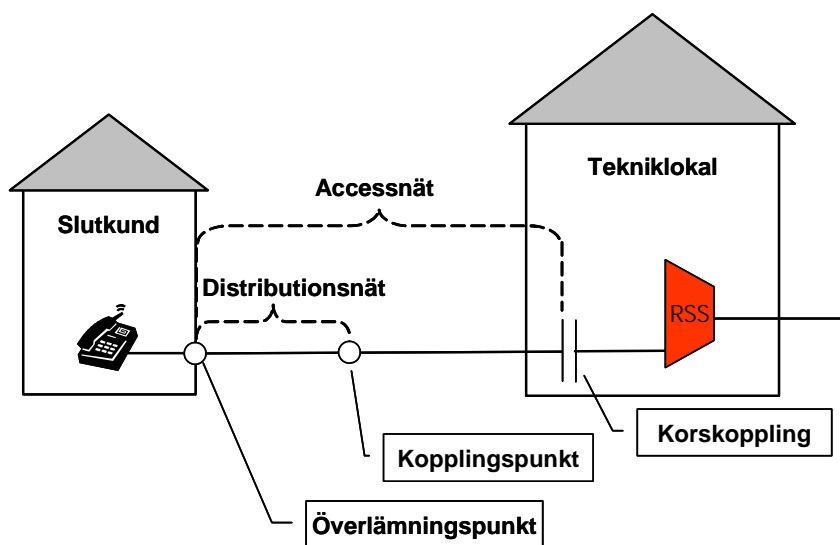 Tekniklokal
Accessnät
Slutkund
Distributionsnät
RSS
Korskoppling
Kopplingspunkt
Överlämningspunkt